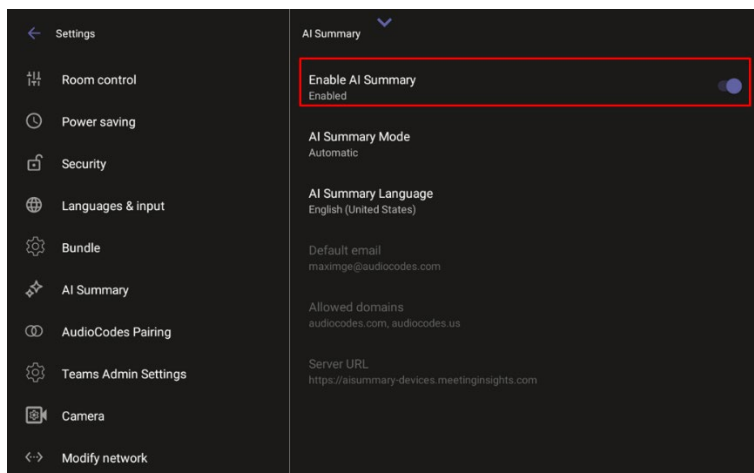 Settings
Room control
Power saving
Security
Languages & input
Bundle
AI Summary
AudioCodes Pairing
Teams Admin Settings
Camera
Modify network
AI Summary
Enable AI Summary
Enabled
AI Summary Mode
Automatic
AI Summary Language
English (United States)
Default email
maximge@audiocodes.com
Allowed domains
audiocodes.com, audiocodes.us
Server URL
https://aisummary-devices.meetinginsights.com